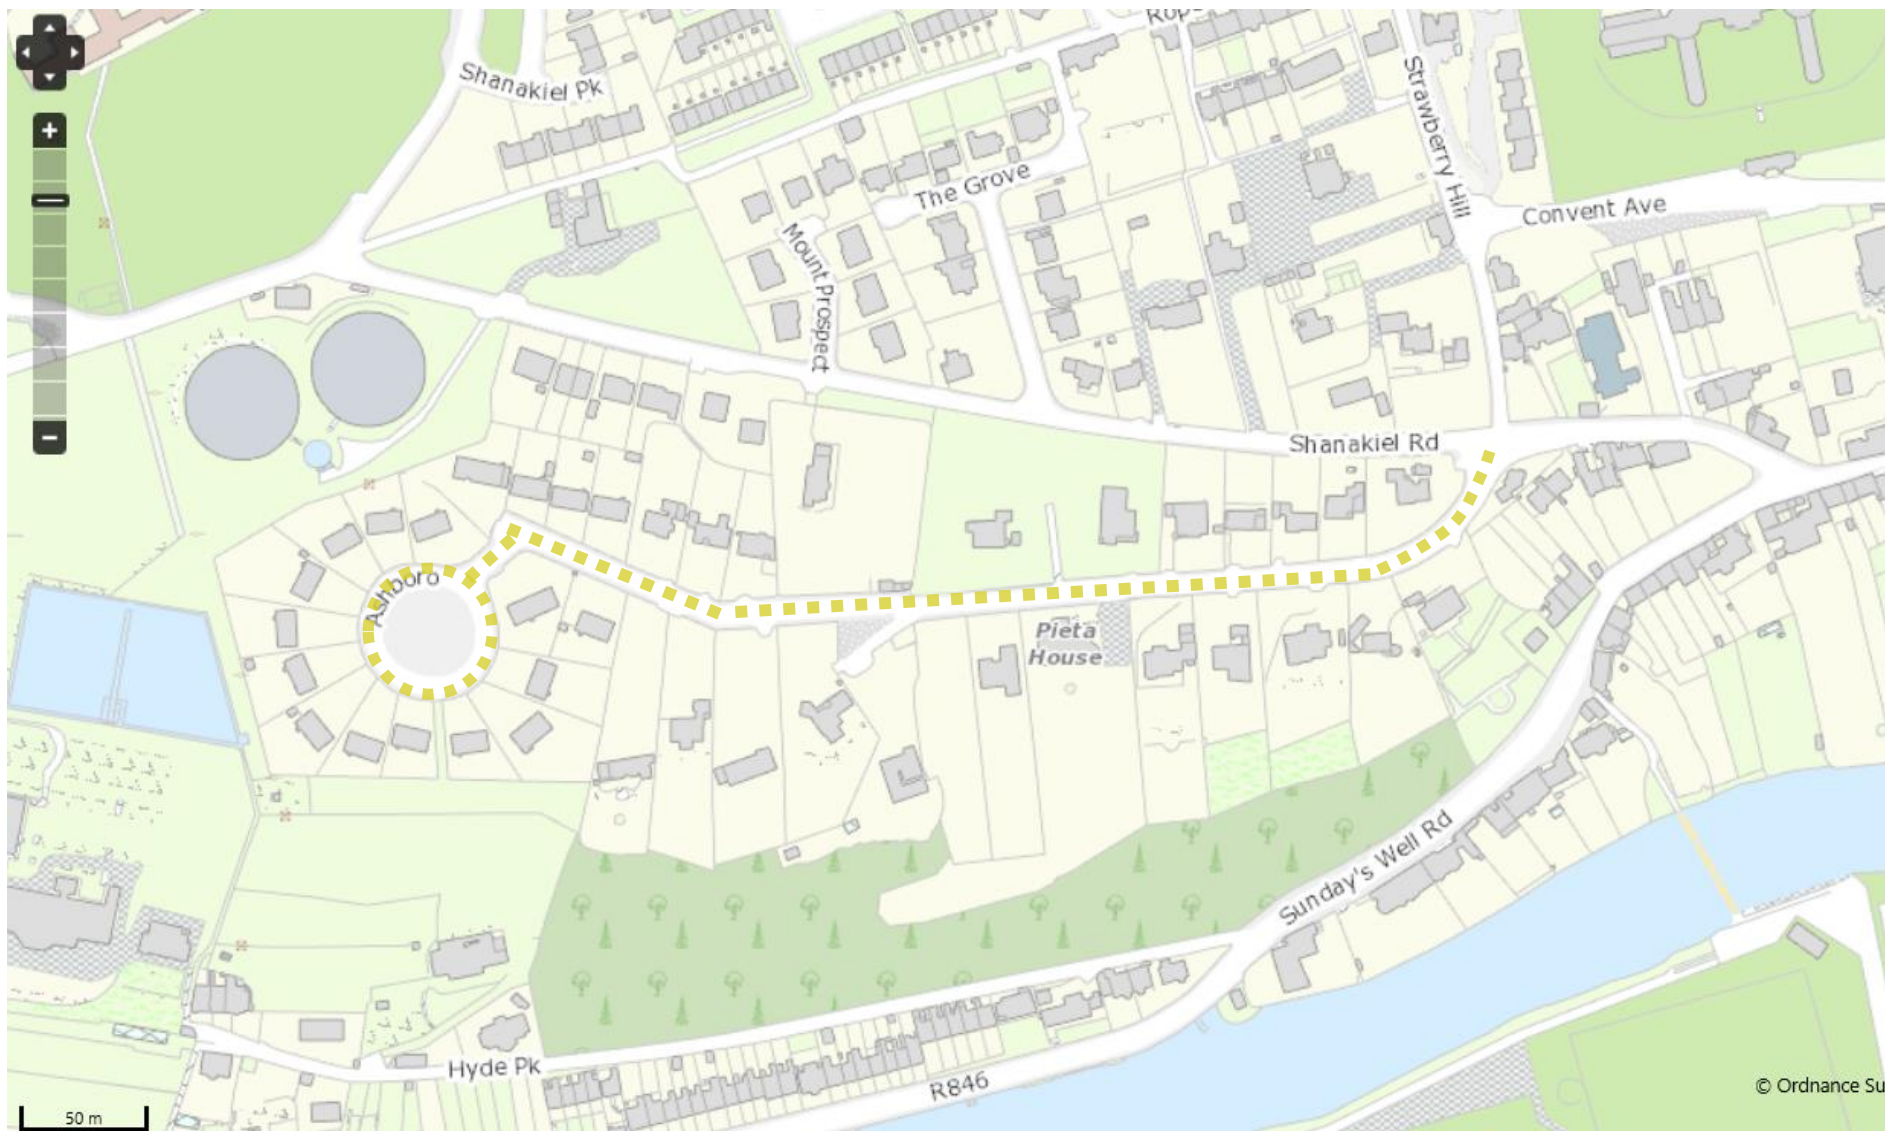 Shanakiel Pk
Strawberry Hill
The Grove
Convent Ave
Mount Prospect
Shanakiel Rd
Ashboro
Pieta
House
Sunday's Well Rd
Hyde Pk
R846
© Ordnance Su
50 m